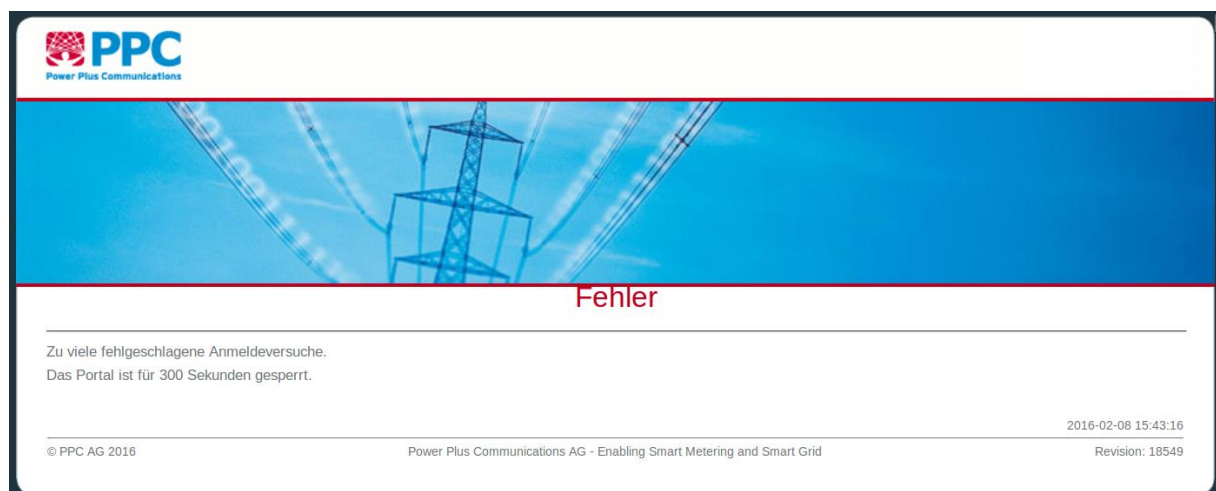 PPC
Power Plus Communications
Fehler
Zu viele fehlgeschlagene Anmeldeversuche.
Das Portal ist für 300 Sekunden gesperrt.
2016-02-08 15:43:16
© PPC AG 2016 Power Plus Communications AG - Enabling Smart Metering and Smart Grid Revision: 18549